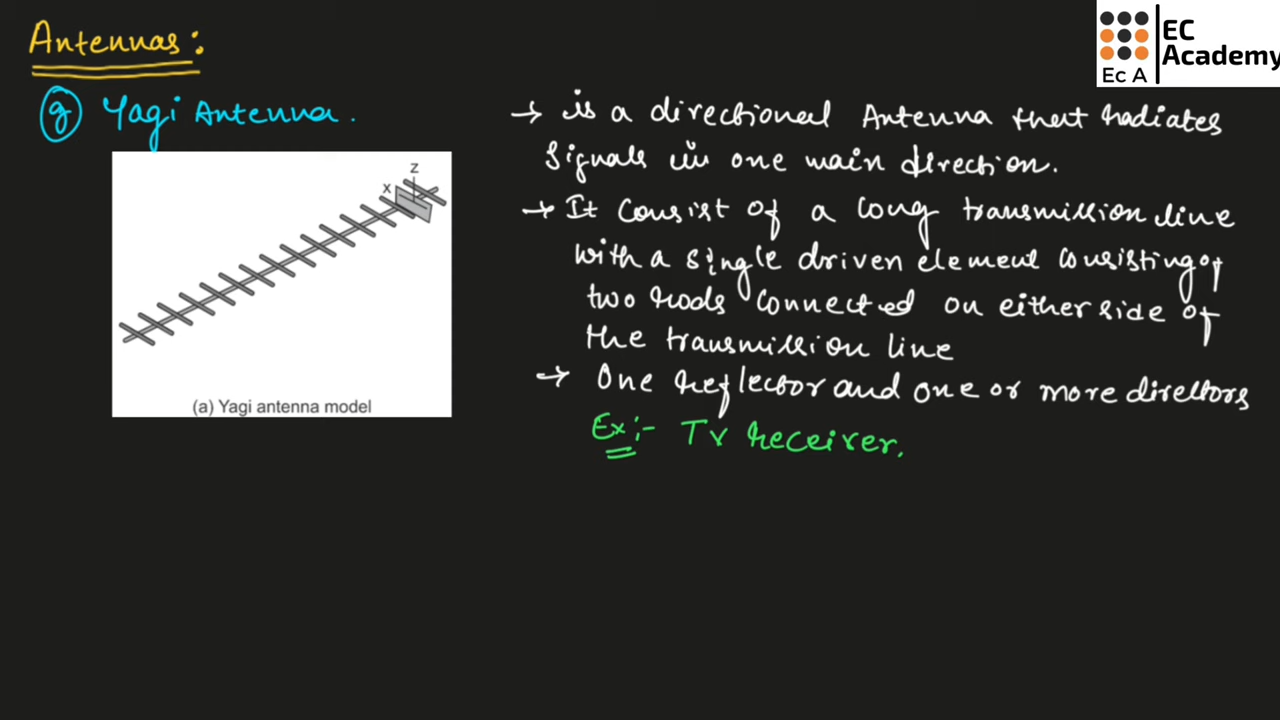 Antennas:
EC
Academy
Ec A
g Yagi Antenna.
→ is a directional Antenna that radiates
signals in one main direction.
→ It consist of a long transmission line
with a single driven element consisting of
two rods connected on either side of
the transmission line
→ One reflector and one or more directors
Ex:- TV receiver.
z
x
(a) Yagi antenna model